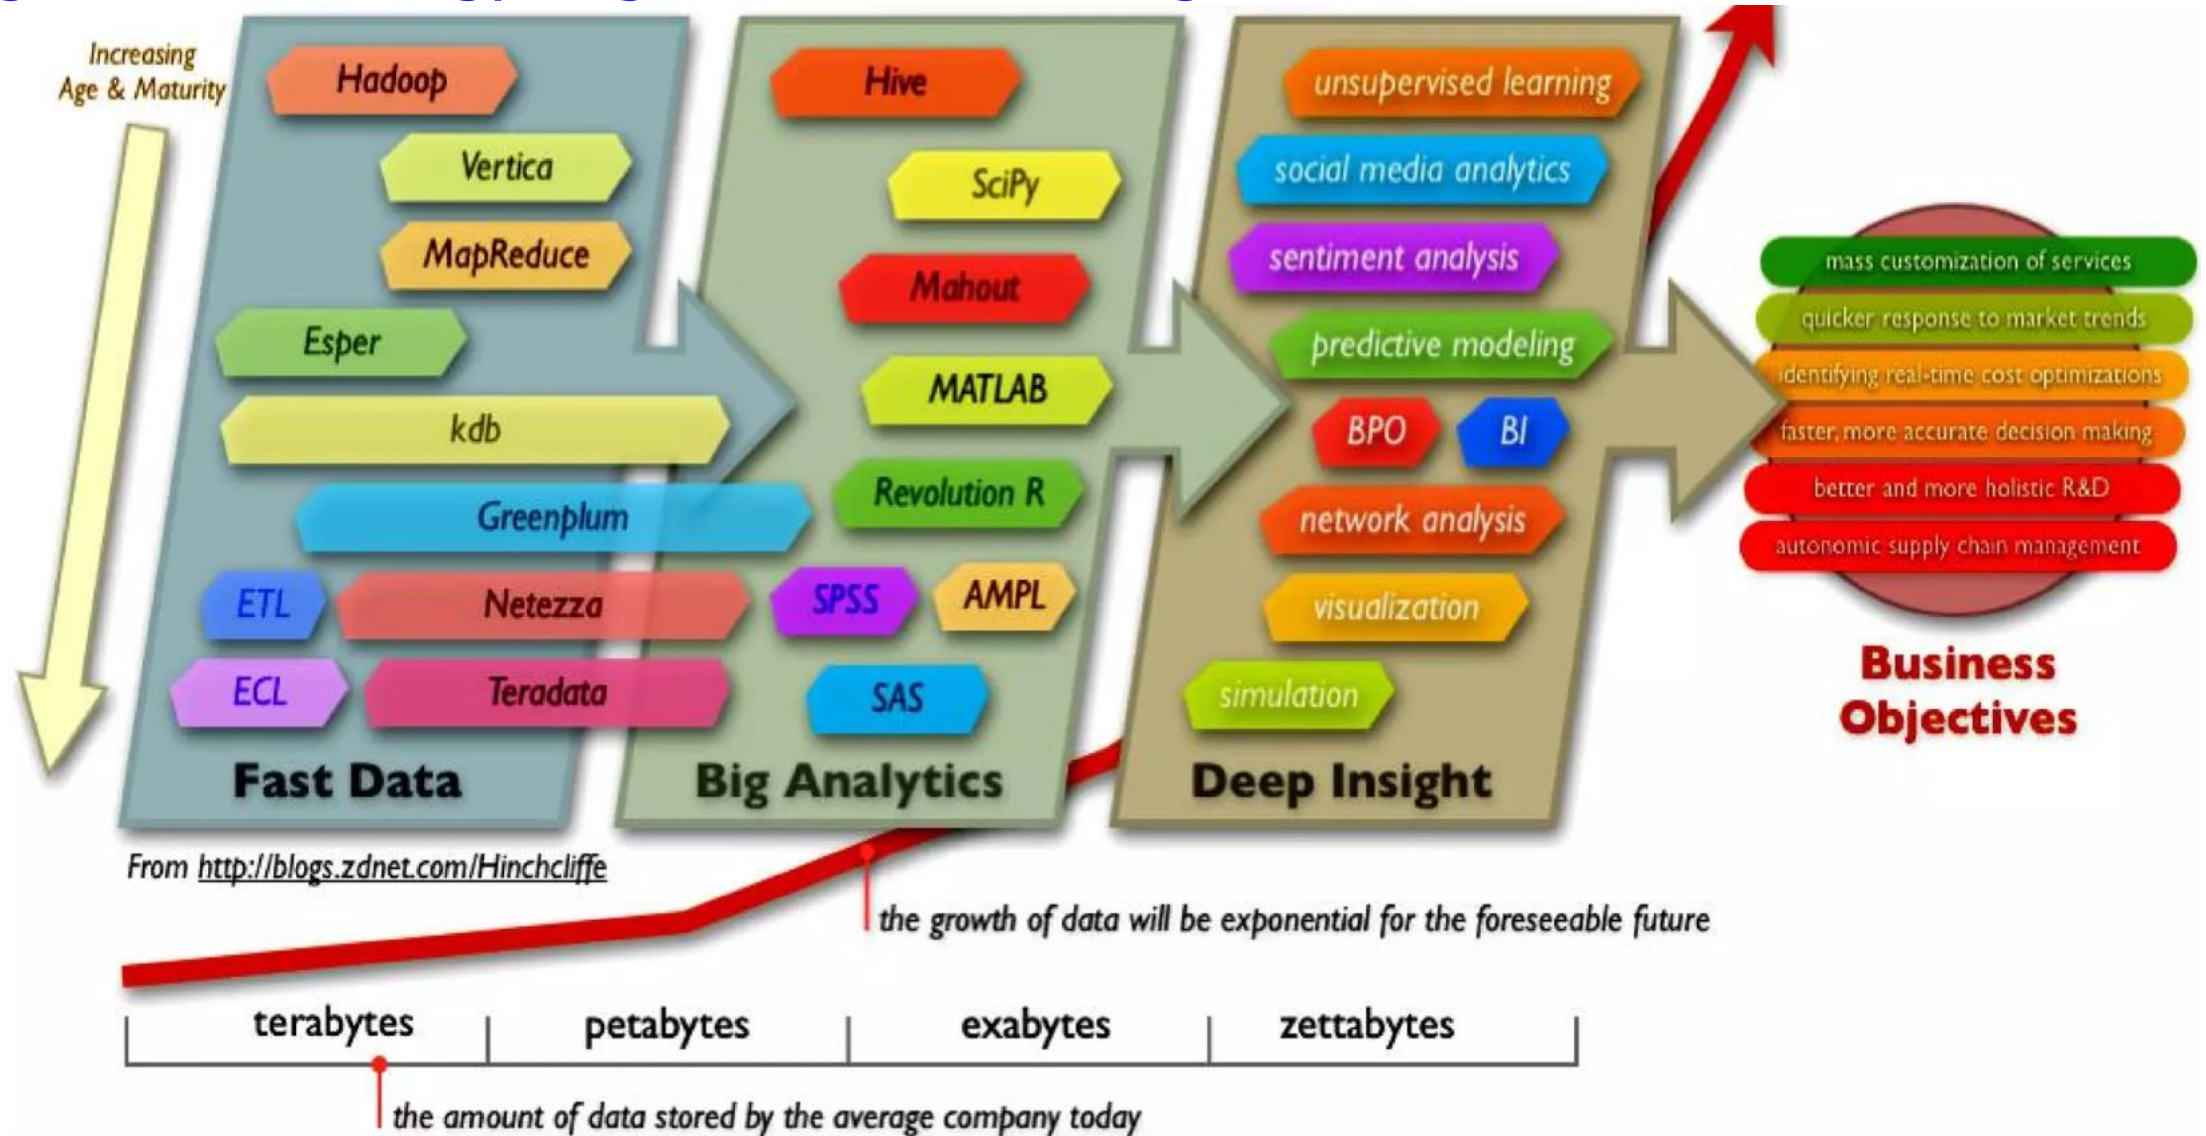 Increasing
Age & Maturity
Hadoop
Vertica
MapReduce
Esper
kdb
Greenplum
ETL
Netezza
ECL
Teradata
Fast Data
Hive
SciPy
Mahout
MATLAB
Revolution R
SPSS
AMPL
SAS
Big Analytics
unsupervised learning
social media analytics
sentiment analysis
predictive modeling
BPO
BI
network analysis
visualization
simulation
Deep Insight
mass customization of services
quicker response to market trends
identifying real-time cost optimizations
faster, more accurate decision making
better and more holistic R&D
autonomic supply chain management
Business
Objectives
From http://blogs.zdnet.com/Hinchcliffe
the growth of data will be exponential for the foreseeable future
terabytes
petabytes
exabytes
zettabytes
the amount of data stored by the average company today